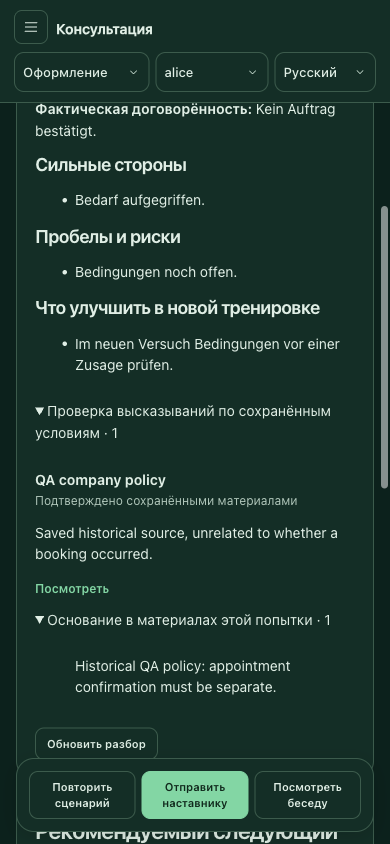 Консультация
Оформление
alice
Русский
Фактическая договорённость: Kein Auftrag
bestätigt.
Сильные стороны
• Bedarf aufgegriffen.
Пробелы и риски
• Bedingungen noch offen.
Что улучшить в новой тренировке
• Im neuen Versuch Bedingungen vor einer
Zusage prüfen.
▼ Проверка высказываний по сохранённым
условиям · 1
QA company policy
Подтверждено сохранёнными материалами
Saved historical source, unrelated to whether a
booking occurred.
Посмотреть
▼ Основание в материалах этой попытки · 1
Historical QA policy: appointment
confirmation must be separate.
Обновить разбор
Повторить
сценарий
Отправить
наставнику
Посмотреть
беседу
Рекомендуемый следующий